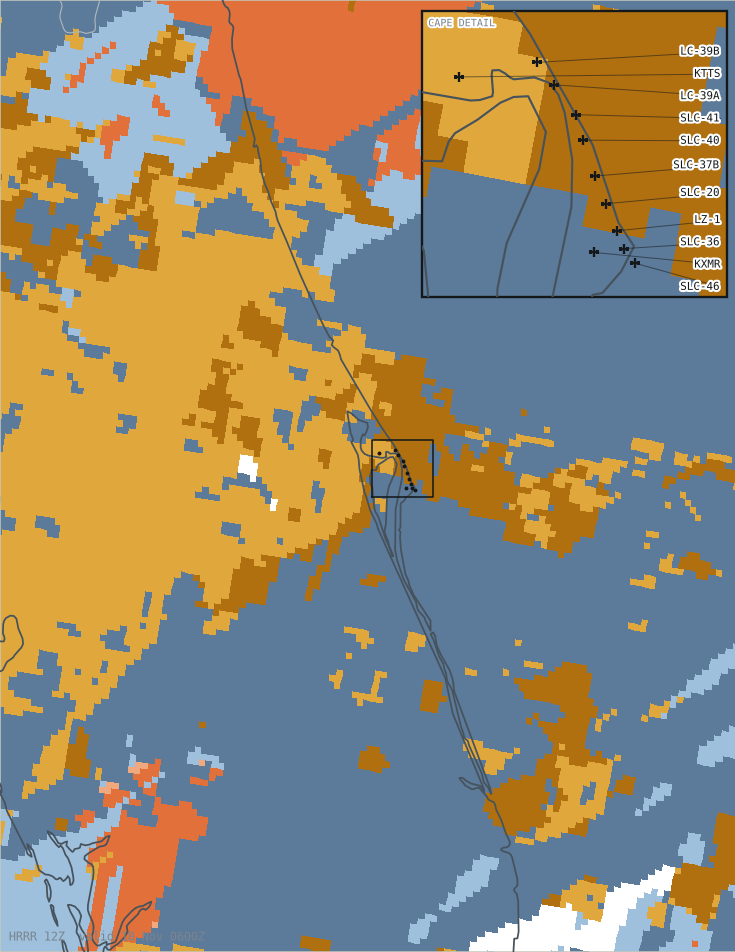 CAPE DETAIL
LC-39B
KTTS
LC-39A
SLC-41
SLC-40
SLC-37B
SLC-20
LZ-1
SLC-36
KXMR
SLC-46
HRRR 12Z